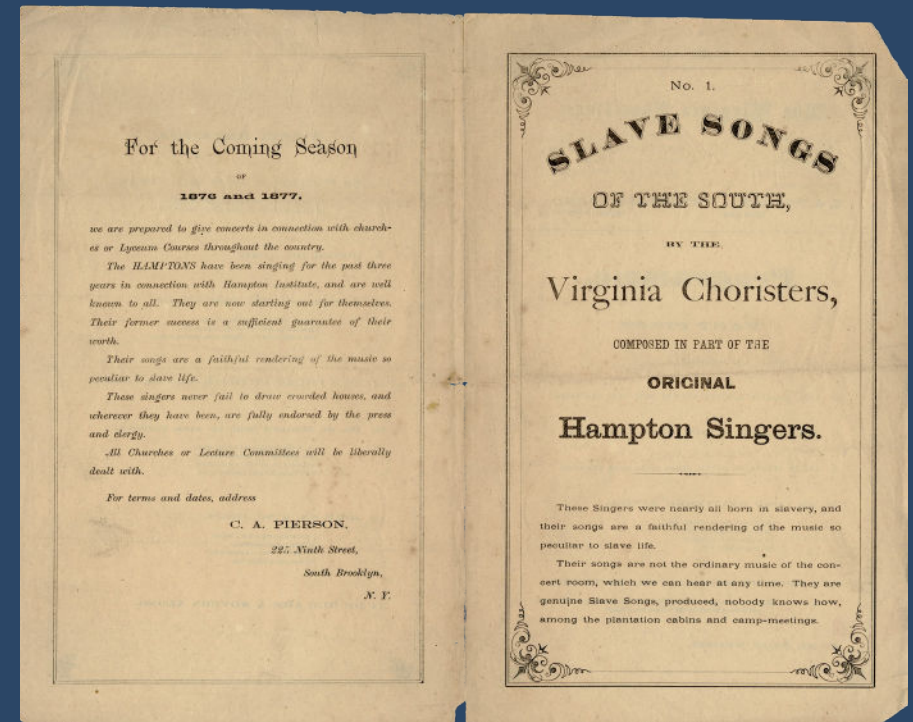 For the Coming Season
OF
1876 and 1877,
we are prepared to give concerts in connection with church-
es or Lyceum Courses throughout the country.
The HAMPTONS have been singing for the past three
years in connection with Hampton Institute, and are well
known to all. They are now starting out for themselves.
Their former success is a sufficient guarantee of their
worth.
Their songs are a faithful rendering of the music so
peculiar to slave life.
These singers never fail to draw crowded houses, and
wherever they have been, are fully endorsed by the press
and clergy.
All Churches or Lecture Committees will be liberally
dealt with.
For terms and dates, address
C. A. PIERSON,
Ninth Street,
South Brooklyn,
N. Y.
No. 1.
SLAVE SONGS
OF THE SOUTH,
BY THE
Virginia Choristers,
COMPOSED IN PART OF THE
ORIGINAL
Hampton Singers.
These Singers were nearly all born in slavery, and
their songs are a faithful rendering of the music so
peculiar to slave life.
Their songs are not the ordinary music of the con-
cert room, which we can hear at any time. They are
genuine Slave Songs, produced, nobody knows how,
among the plantation cabins and camp-meetings.